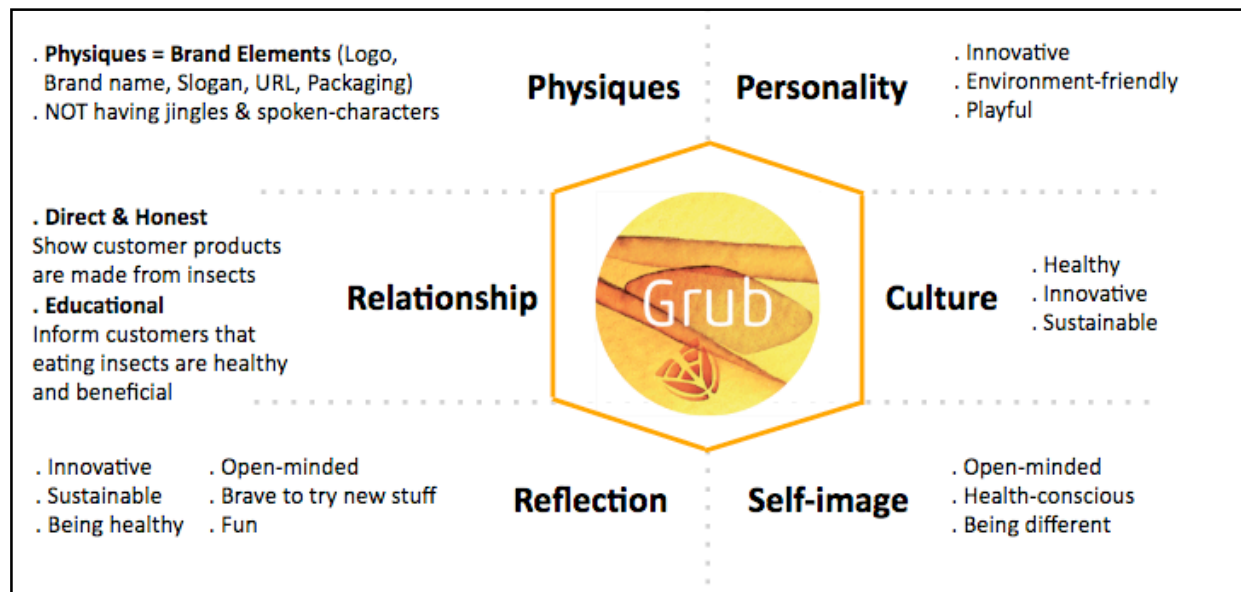 . Physiques = Brand Elements (Logo,
Brand name, Slogan, URL, Packaging)
. NOT having jingles & spoken-characters
Physiques
Personality
. Innovative
. Environment-friendly
. Playful
. Direct & Honest
Show customer products
are made from insects
. Educational
Inform customers that
eating insects are healthy
and beneficial
Relationship
Grub
Culture
. Healthy
. Innovative
. Sustainable
. Innovative
. Sustainable
. Being healthy
. Open-minded
. Brave to try new stuff
. Fun
Reflection
Self-image
. Open-minded
. Health-conscious
. Being different